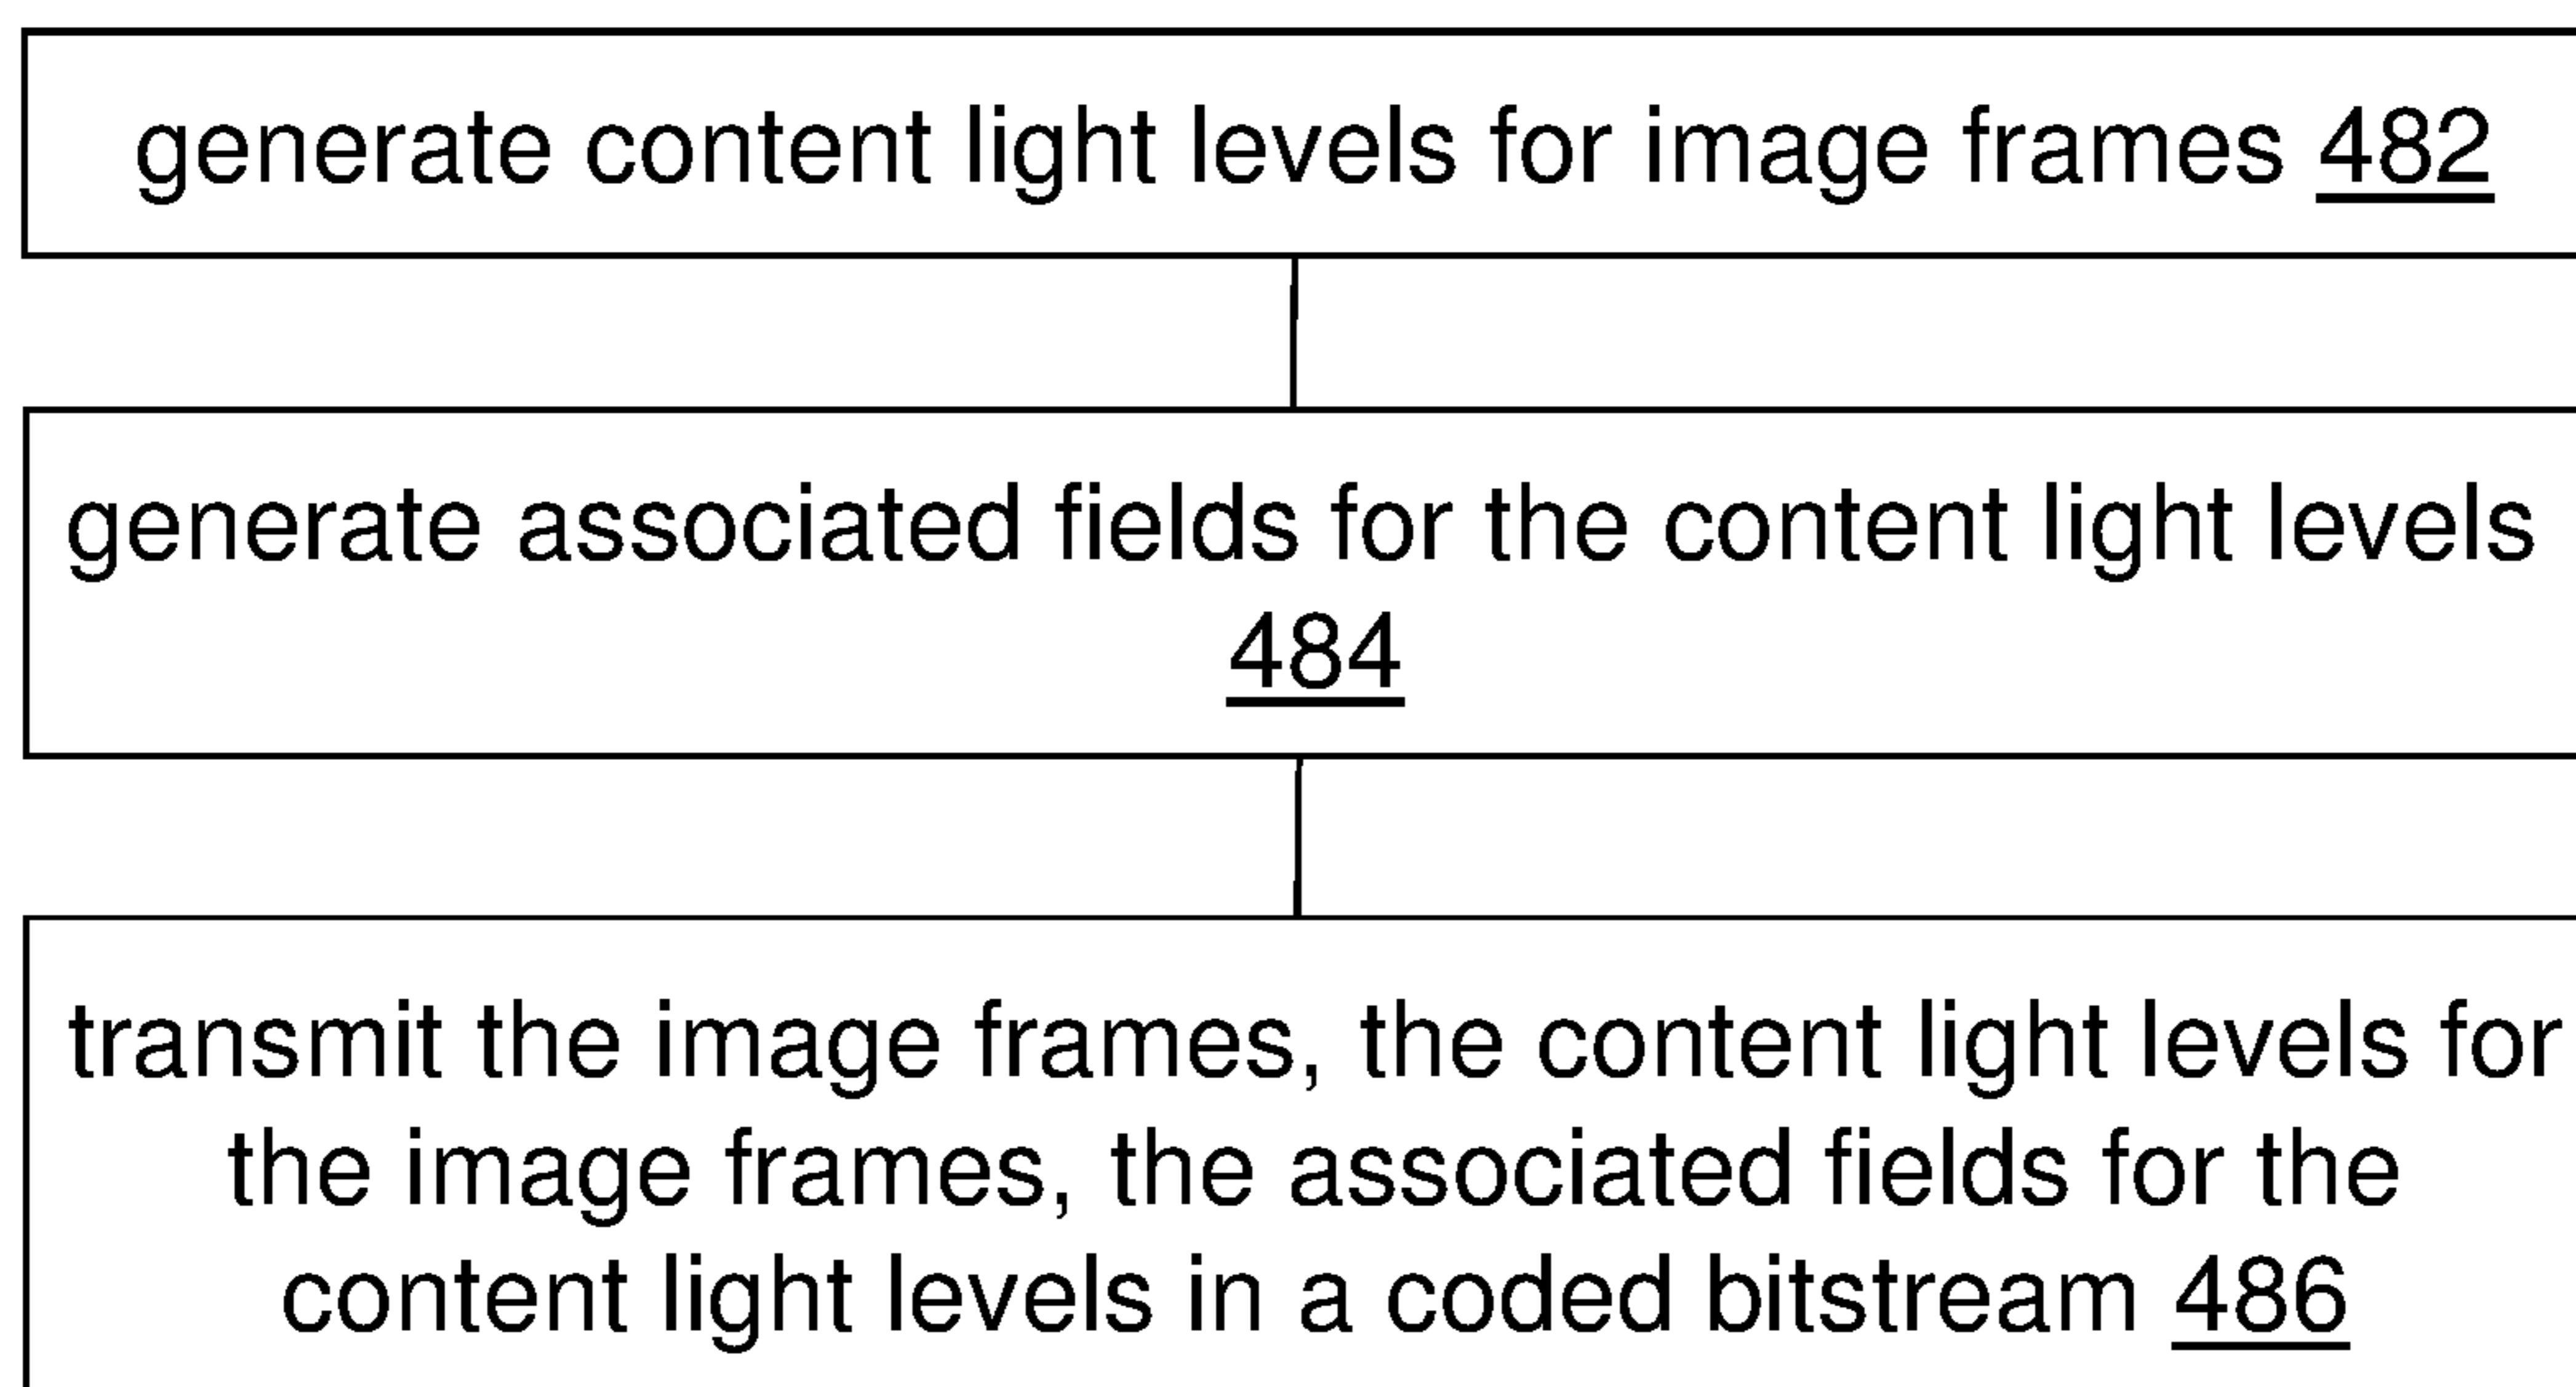 generate content light levels for image frames 482
generate associated fields for the content light levels
484
transmit the image frames, the content light levels for
the image frames, the associated fields for the
content light levels in a coded bitstream 486